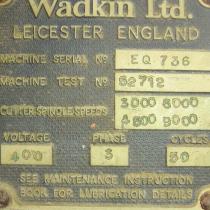 Wadkin Ltd.
LEICESTER ENGLAND
MACHINE SERIAL Nº EQ 736
MACHINE TEST Nº 62712
CUTTER SPINDLE SPEEDS 3000 6000
4500 9000
VOLTAGE PHASE CYCLES
400 3 50
SEE MAINTENANCE INSTRUCTION
BOOK FOR LUBRICATION DETAILS